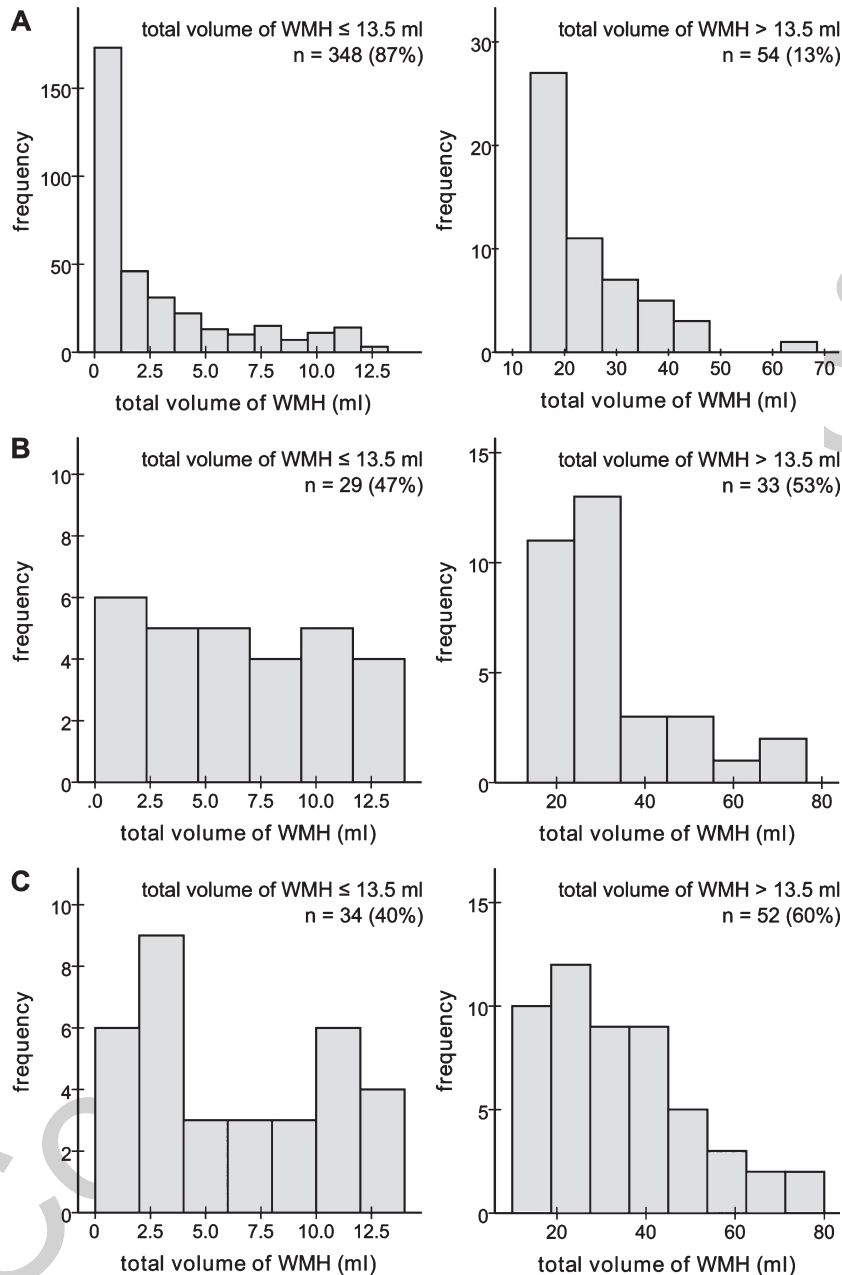 A
total volume of WMH ≤ 13.5 ml
n = 348 (87%)
frequency
150
100
50
0
0 2.5 5.0 7.5 10.0 12.5
total volume of WMH (ml)
total volume of WMH > 13.5 ml
n = 54 (13%)
frequency
30
20
10
0
10 20 30 40 50 60 70
total volume of WMH (ml)
B
total volume of WMH ≤ 13.5 ml
n = 29 (47%)
frequency
10
8
6
4
2
0
.0 2.5 5.0 7.5 10.0 12.5
total volume of WMH (ml)
total volume of WMH > 13.5 ml
n = 33 (53%)
frequency
15
10
5
0
20 40 60 80
total volume of WMH (ml)
C
total volume of WMH ≤ 13.5 ml
n = 34 (40%)
frequency
10
8
6
4
2
0
0 2.5 5.0 7.5 10.0 12.5
total volume of WMH (ml)
total volume of WMH > 13.5 ml
n = 52 (60%)
frequency
15
10
5
0
20 40 60 80
total volume of WMH (ml)